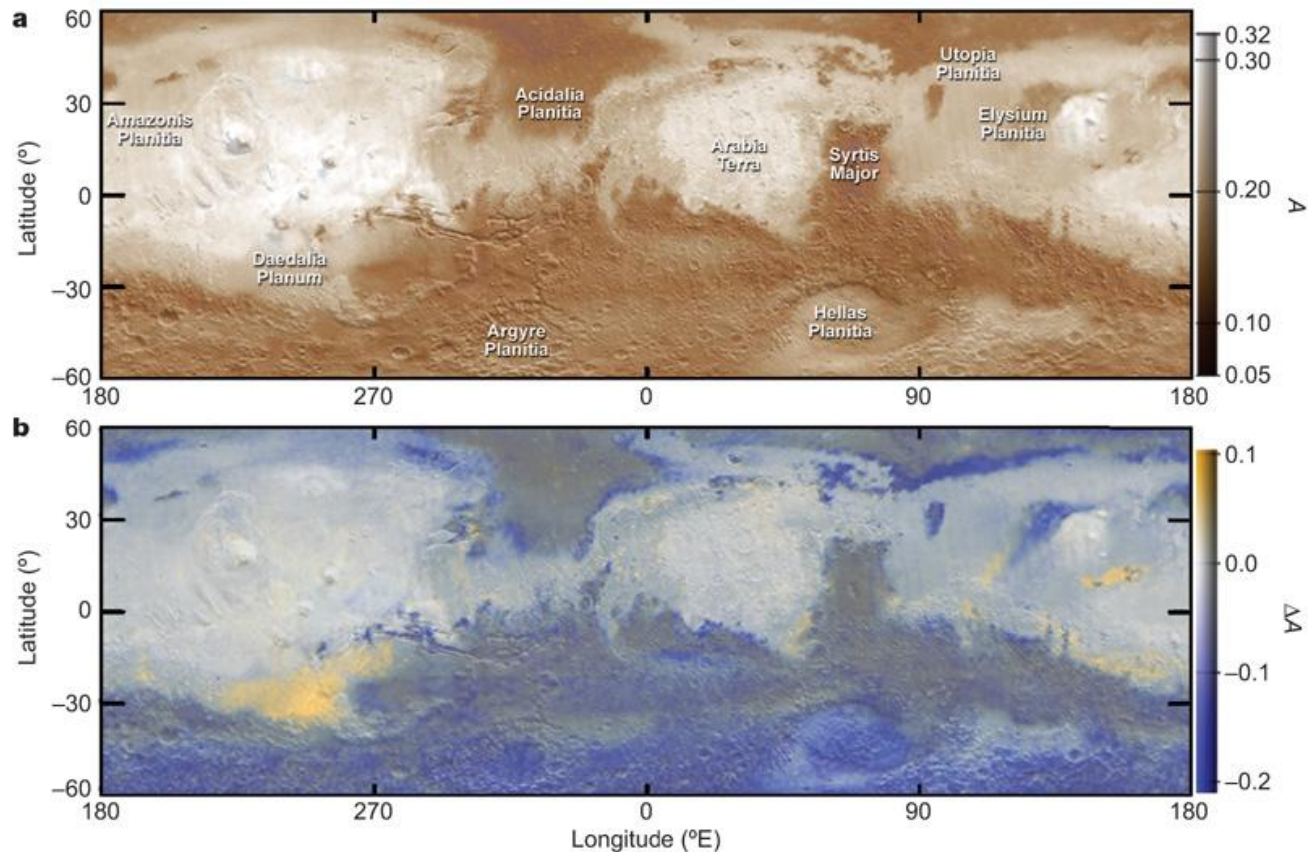 a
60
30
0
–30
–60
Latitude (º)
Amazonis
Planitia
Acidalia
Planitia
Utopia
Planitia
Elysium
Planitia
Arabia
Terra
Syrtis
Major
Daedalia
Planum
Argyre
Planitia
Hellas
Planitia
180
270
0
90
180
0.32
0.30
0.20
0.10
0.05
A
b
60
30
0
–30
–60
Latitude (º)
180
270
0
90
180
Longitude (ºE)
0.1
0.0
–0.1
–0.2
ΔA